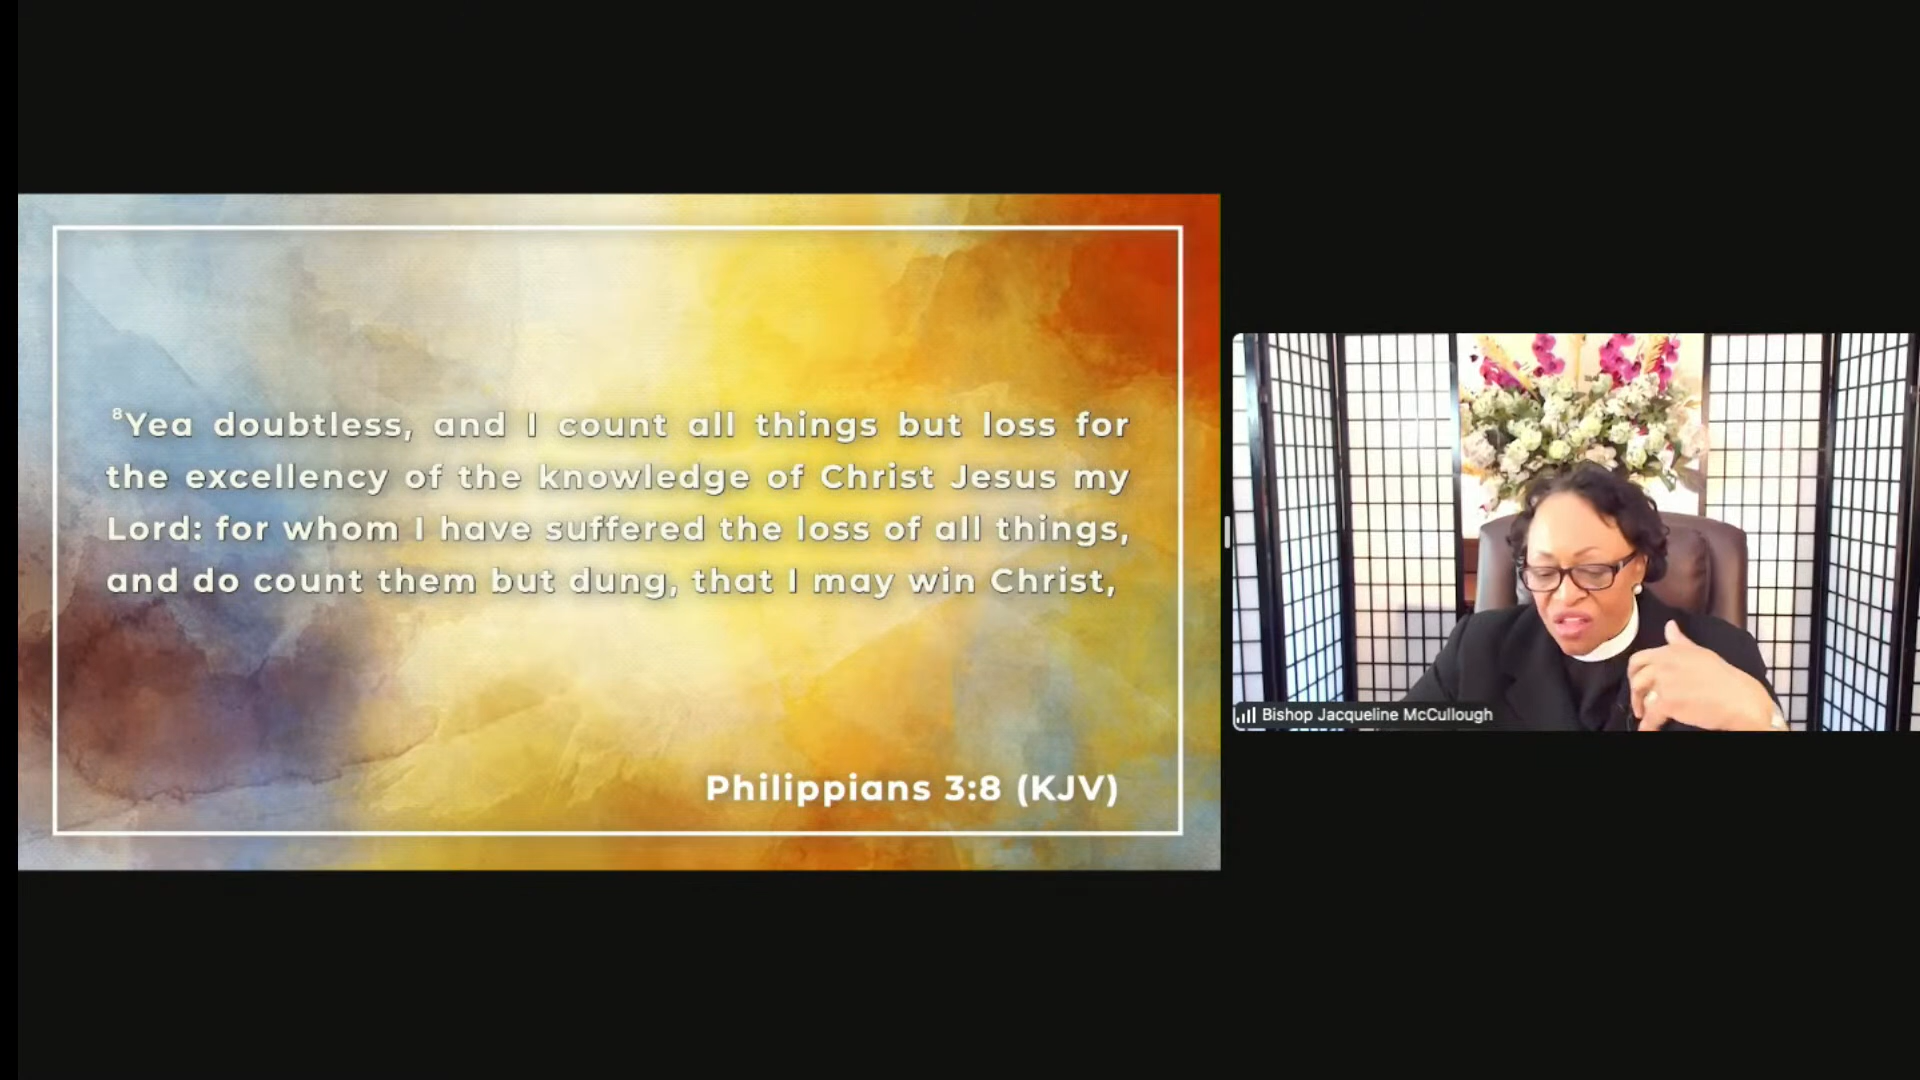 ⁸Yea doubtless, and I count all things but loss for
the excellency of the knowledge of Christ Jesus my
Lord: for whom I have suffered the loss of all things,
and do count them but dung, that I may win Christ,
Philippians 3:8 (KJV)
Bishop Jacqueline McCullough